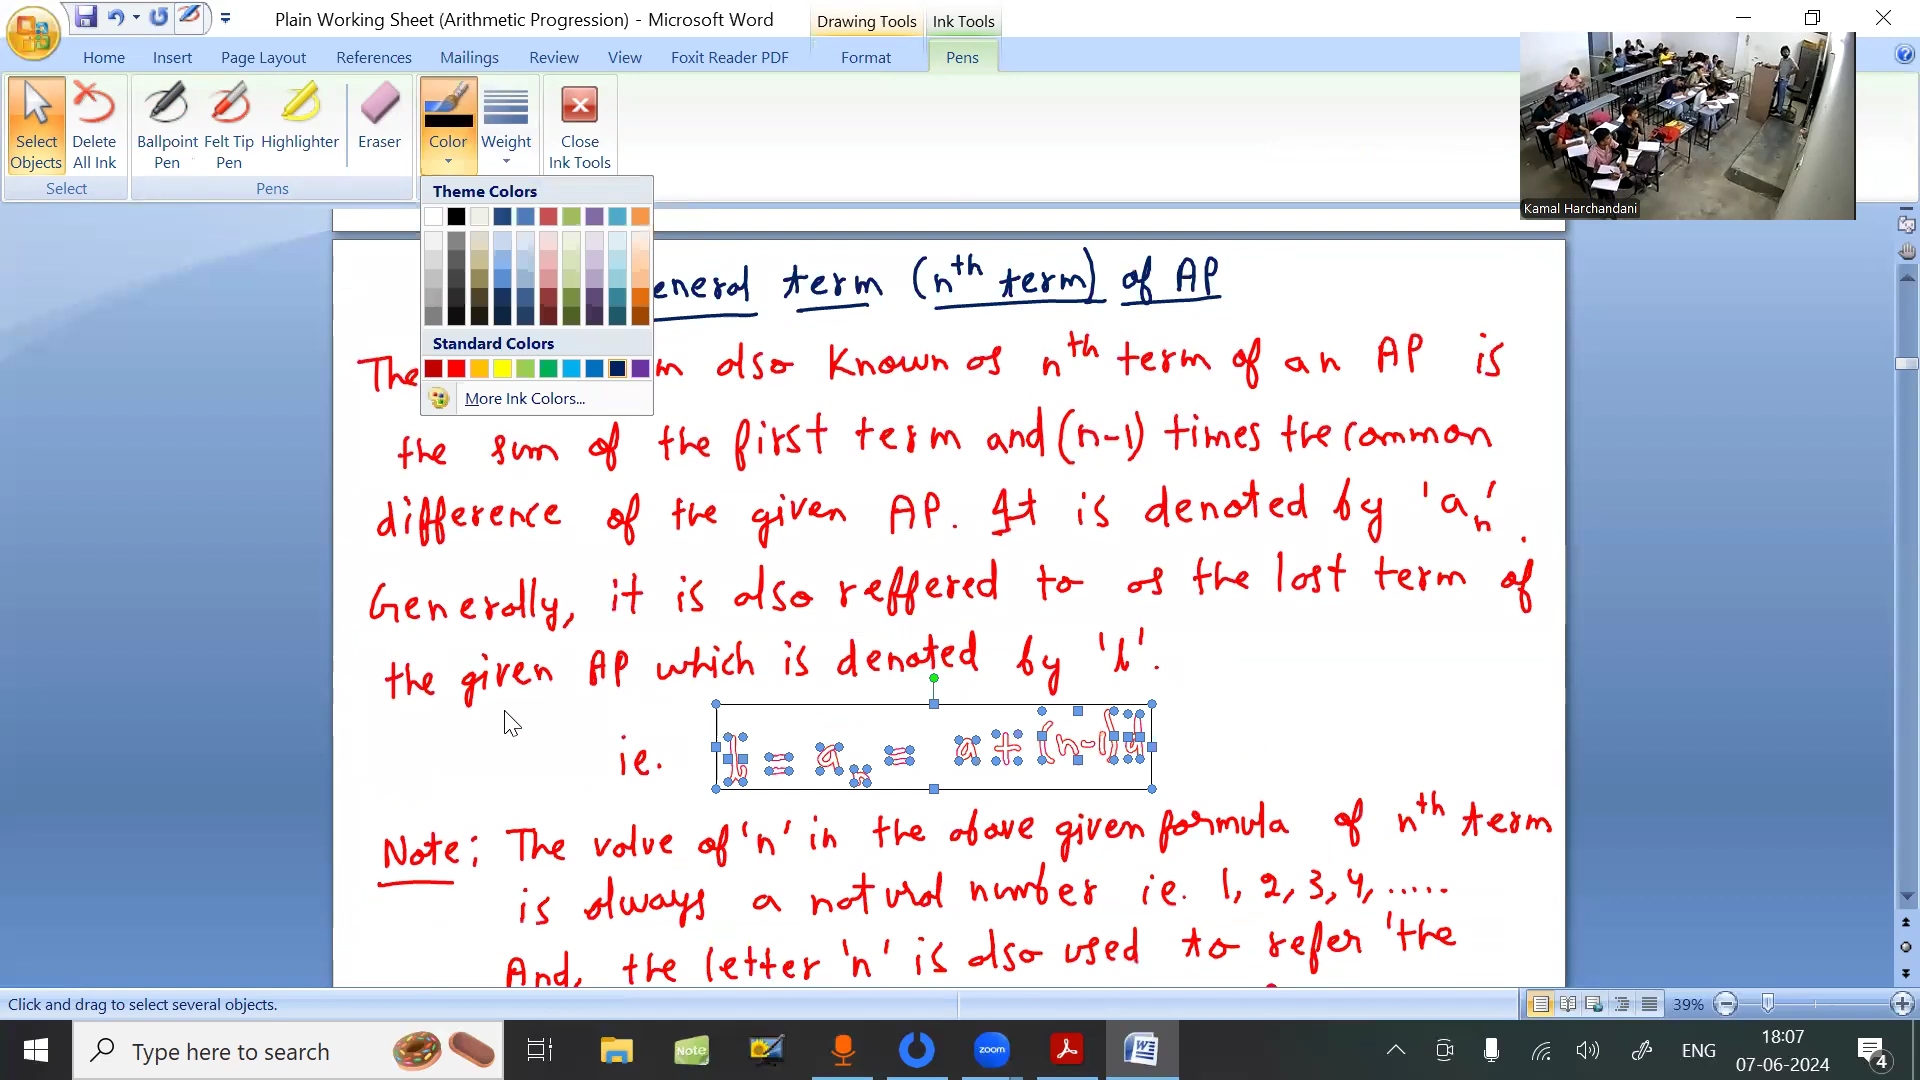 Plain Working Sheet (Arithmetic Progression) - Microsoft Word
Drawing Tools
Ink Tools
Home
Insert
Page Layout
References
Mailings
Review
View
Foxit Reader PDF
Format
Pens
Select Objects
Delete All Ink
Ballpoint Pen
Felt Tip Pen
Highlighter
Eraser
Color
Weight
Close Ink Tools
Select
Pens
Theme Colors
Standard Colors
More Ink Colors...
Kamal Harchandani
eneral term (nth term) of AP
The m also known as nth term of an AP is
the sum of the first term and (n-1) times the common
difference of the given AP. It is denoted by 'an'.
Generally, it is also reffered to as the last term of
the given AP which is denoted by 'l'.
ie. l = an = a + (n-1)d
Note: The value of 'n' in the above given formula of nth term
is always a natural number ie. 1, 2, 3, 4, .....
And, the letter 'n' is also used to refer 'the
Click and drag to select several objects.
39%
Type here to search
Note
zoom
ENG
18:07
07-06-2024
4